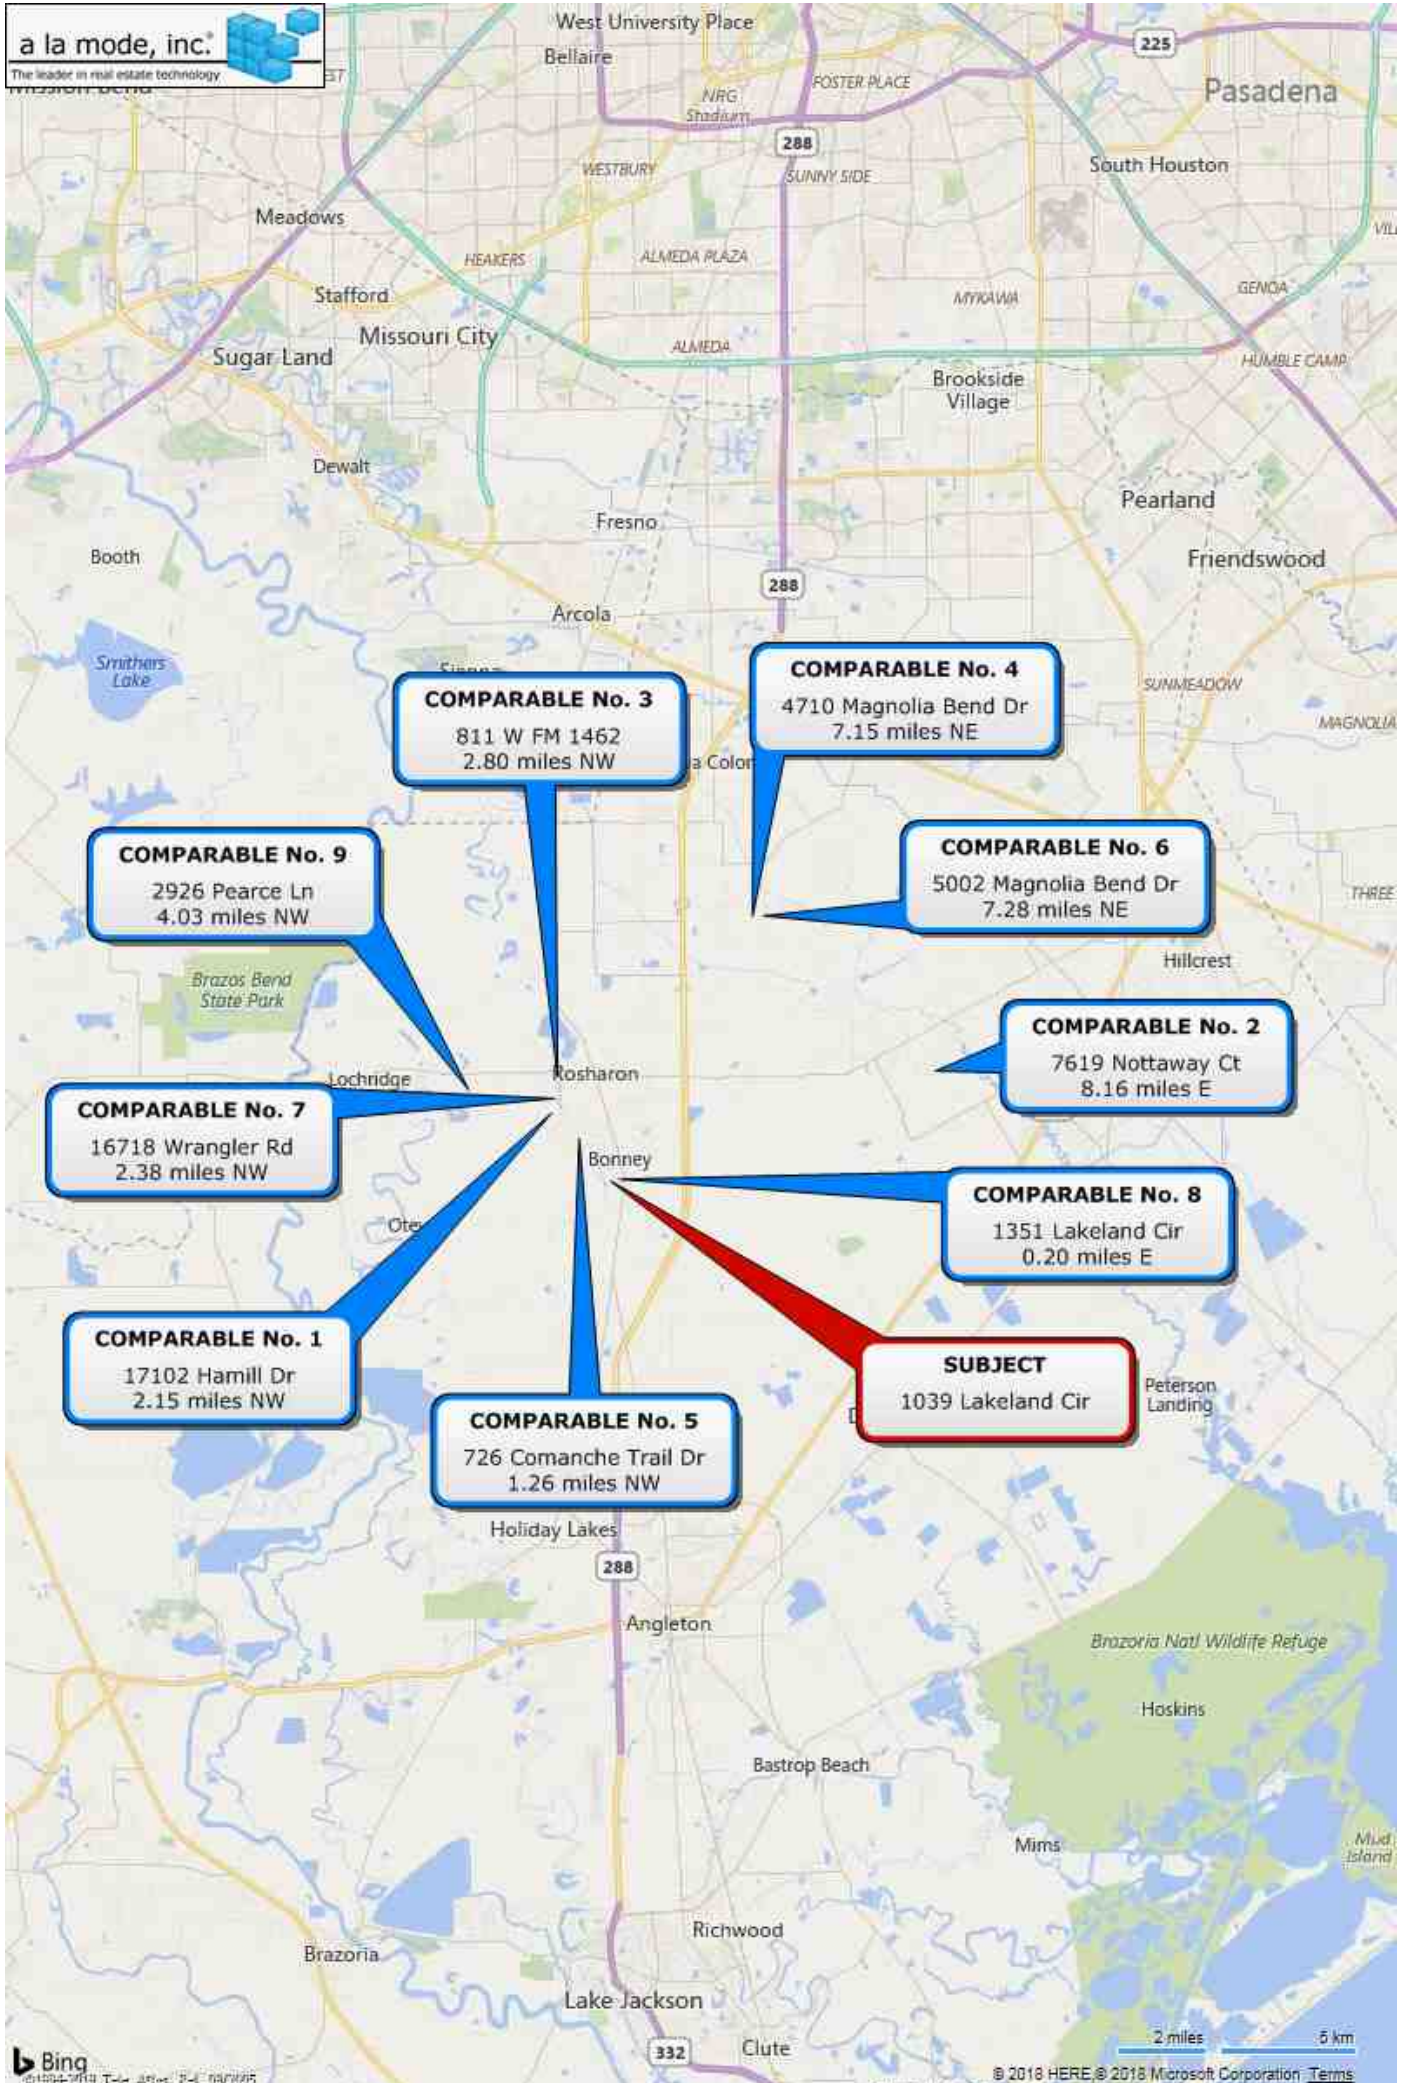 a la mode, inc.
The leader in real estate technology
West University Place
Bellaire
225
NRG
Stadium
FOSTER PLACE
Pasadena
288
WESTBURY
SUNNY SIDE
South Houston
Meadows
HEAKERS
ALMEDA PLAZA
Stafford
MYKAWA
GENOA
Missouri City
Sugar Land
ALMEDA
HUMBLE CAMP
Brookside
Village
Dewalt
Pearland
Fresno
Booth
Friendswood
288
Arcola
Smithers
Lake
SUNMEADOW
MAGNOLIA
COMPARABLE No. 4
4710 Magnolia Bend Dr
7.15 miles NE
COMPARABLE No. 3
811 W FM 1462
2.80 miles NW
a Color
COMPARABLE No. 9
2926 Pearce Ln
4.03 miles NW
COMPARABLE No. 6
5002 Magnolia Bend Dr
7.28 miles NE
THREE
Hillcrest
Brazos Bend
State Park
COMPARABLE No. 2
7619 Nottaway Ct
8.16 miles E
Lochridge
Rosharon
COMPARABLE No. 7
16718 Wrangler Rd
2.38 miles NW
Bonney
COMPARABLE No. 8
1351 Lakeland Cir
0.20 miles E
COMPARABLE No. 1
17102 Hamill Dr
2.15 miles NW
SUBJECT
1039 Lakeland Cir
Peterson
Landing
COMPARABLE No. 5
726 Comanche Trail Dr
1.26 miles NW
Holiday Lakes
288
Angleton
Brazoria Natl Wildlife Refuge
Hoskins
Bastrop Beach
Mims
Mud
Island
Richwood
Brazoria
Lake Jackson
332
Clute
2 miles
5 km
Bing
© 2018 HERE,© 2018 Microsoft Corporation Terms